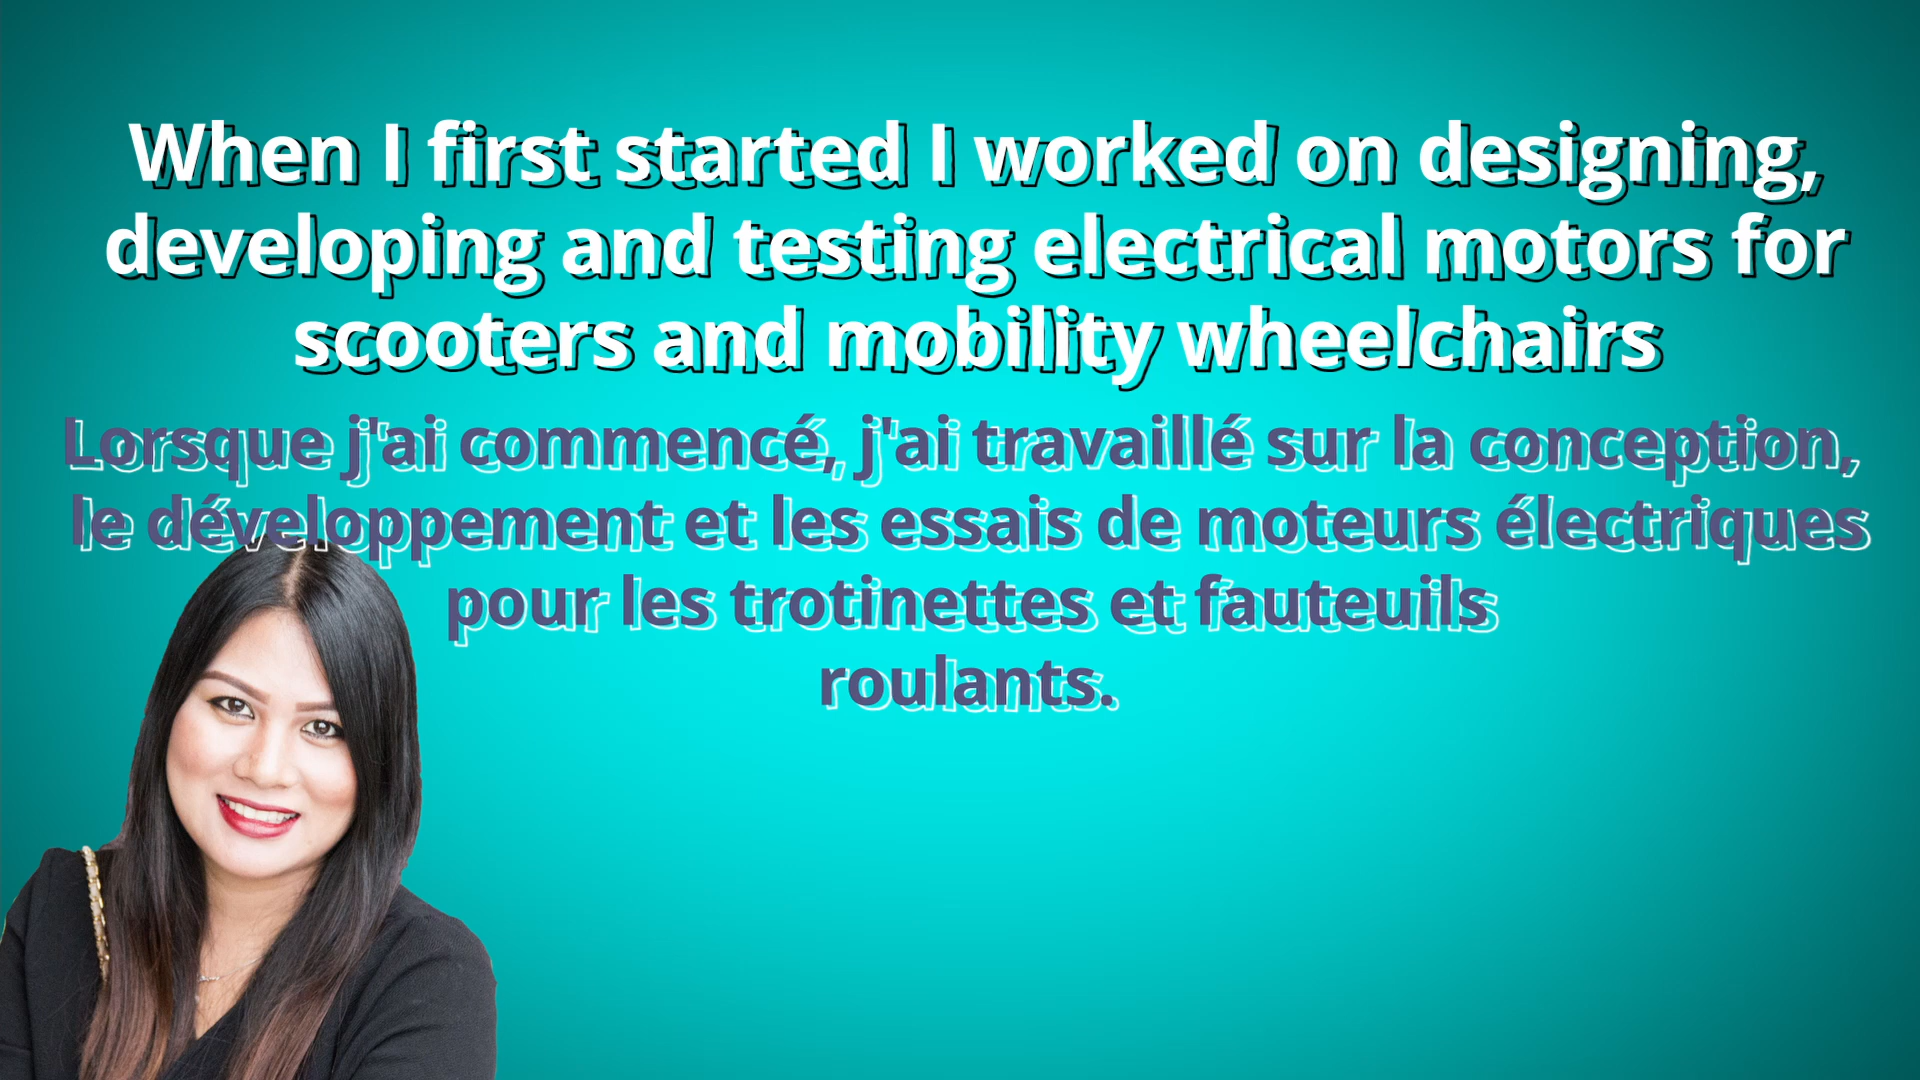 When I first started I worked on designing,
developing and testing electrical motors for
scooters and mobility wheelchairs
Lorsque j'ai commencé, j'ai travaillé sur la conception,
le développement et les essais de moteurs électriques
pour les trotinettes et fauteuils
roulants.